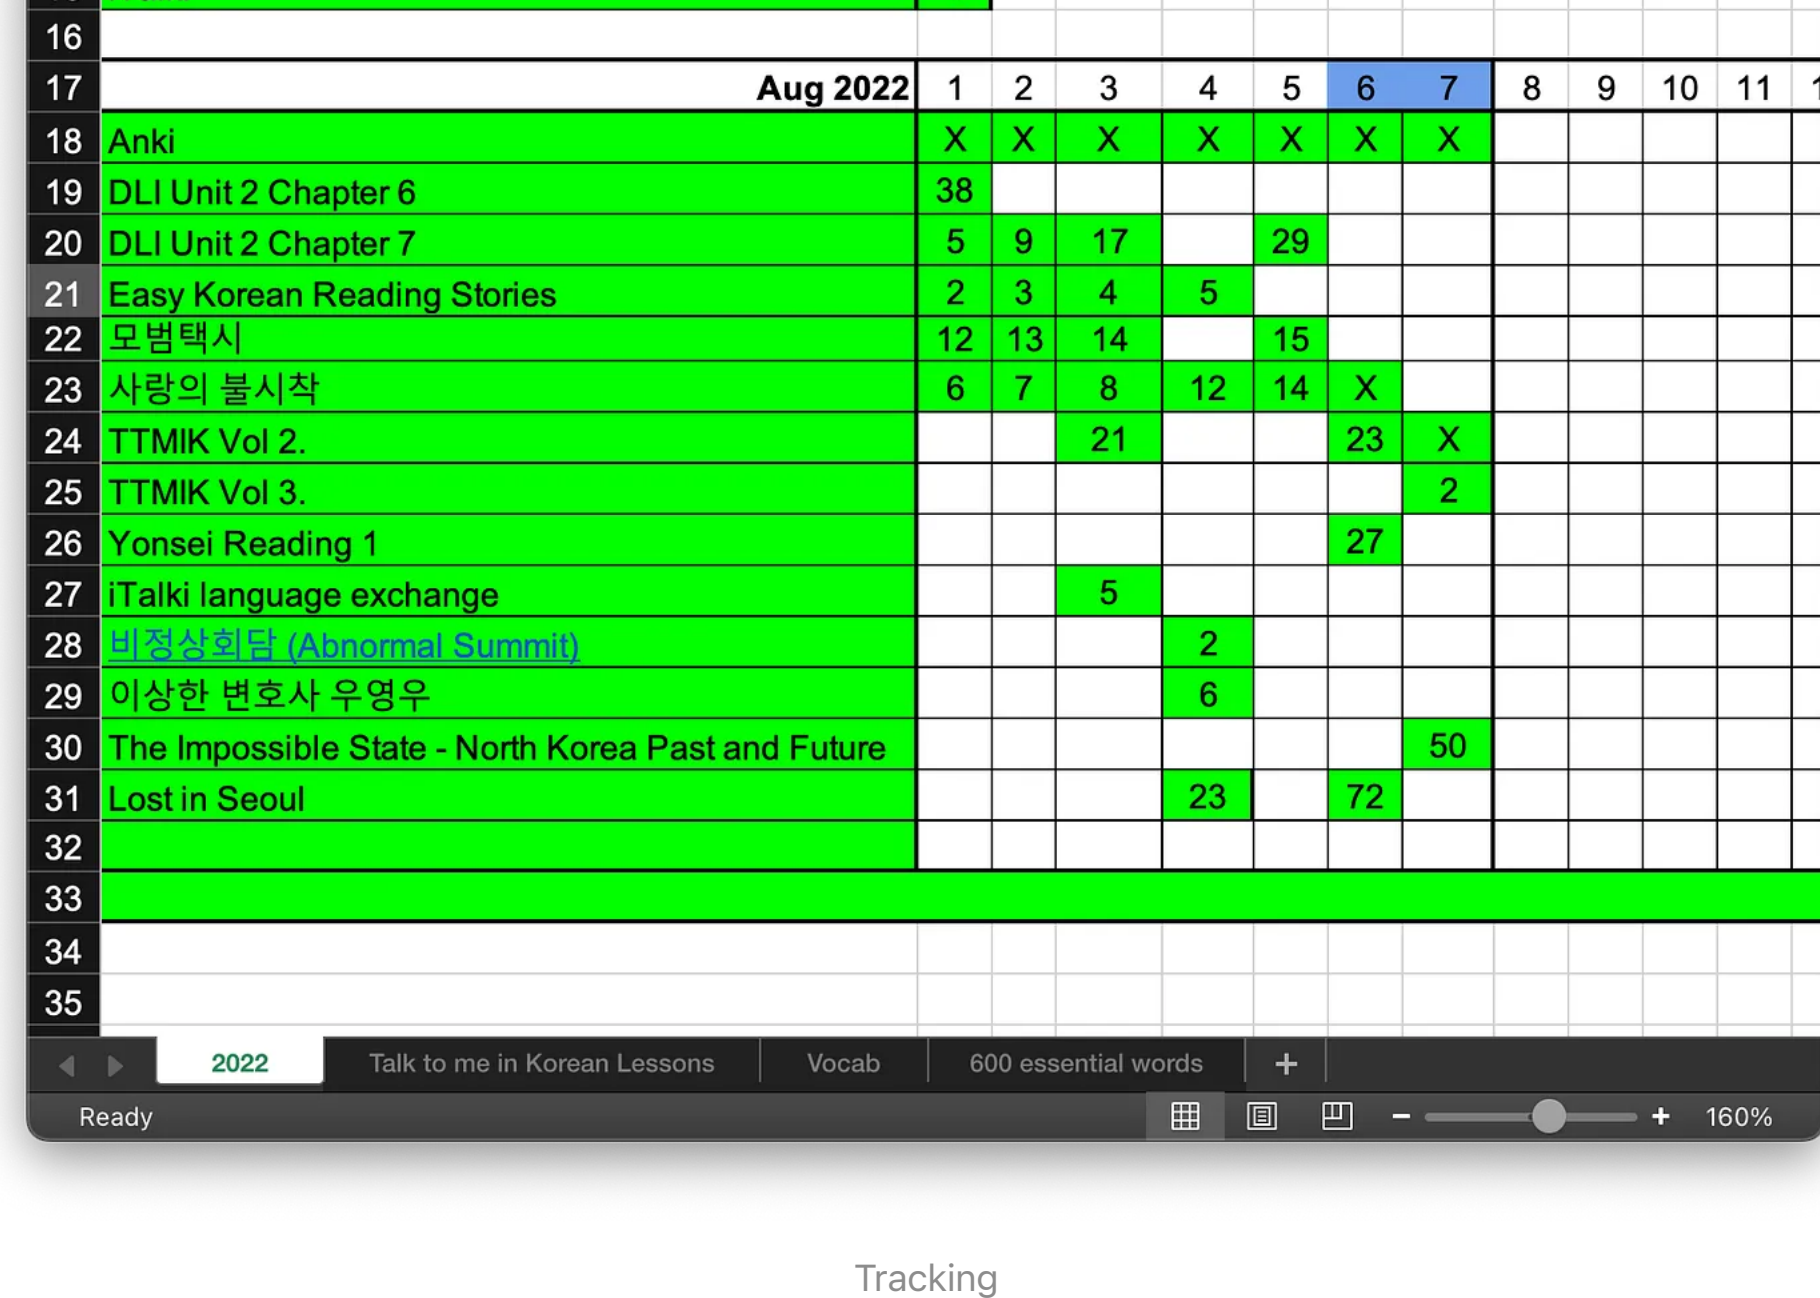 16
17 Aug 2022 1 2 3 4 5 6 7 8 9 10 11
18 Anki X X X X X X X
19 DLI Unit 2 Chapter 6 38
20 DLI Unit 2 Chapter 7 5 9 17 29
21 Easy Korean Reading Stories 2 3 4 5
22 모범택시 12 13 14 15
23 사랑의 불시착 6 7 8 12 14 X
24 TTMIK Vol 2. 21 23 X
25 TTMIK Vol 3. 2
26 Yonsei Reading 1 27
27 iTalki language exchange 5
28 비정상회담 (Abnormal Summit) 2
29 이상한 변호사 우영우 6
30 The Impossible State - North Korea Past and Future 50
31 Lost in Seoul 23 72
32
33
34
35
2022 Talk to me in Korean Lessons Vocab 600 essential words +
Ready 160%
Tracking